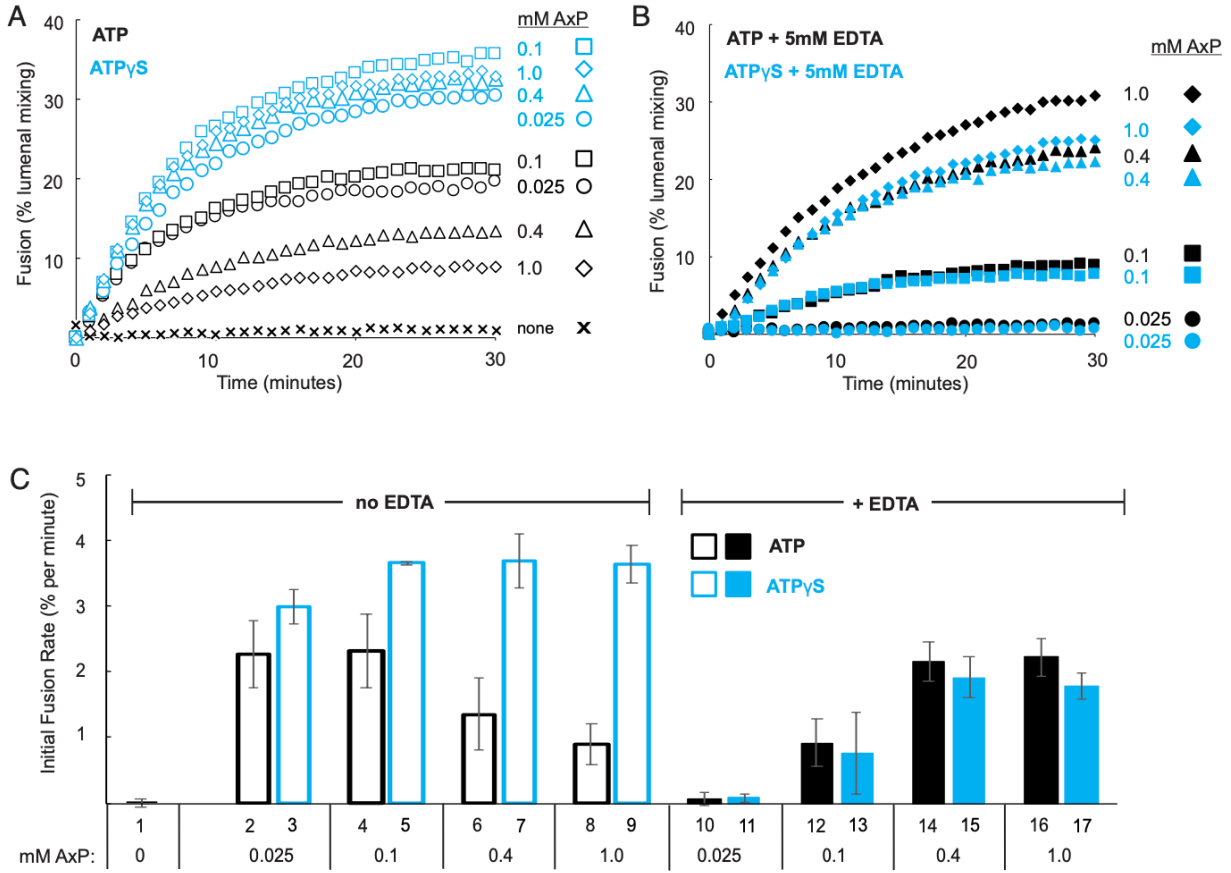 A
ATP
ATPγS
Fusion (% lumenal mixing)
40
30
20
10
0
10
20
30
Time (minutes)
mM AxP
0.1
1.0
0.4
0.025
0.1
0.025
0.4
1.0
none
B
ATP + 5mM EDTA
ATPγS + 5mM EDTA
Fusion (% lumenal mixing)
40
30
20
10
0
10
20
30
Time (minutes)
mM AxP
1.0
1.0
0.4
0.4
0.1
0.1
0.025
0.025
C
Initial Fusion Rate (% per minute)
5
4
3
2
1
no EDTA
+ EDTA
ATP
ATPγS
1 2 3 4 5 6 7 8 9 10 11 12 13 14 15 16 17
mM AxP: 0 0.025 0.1 0.4 1.0 0.025 0.1 0.4 1.0